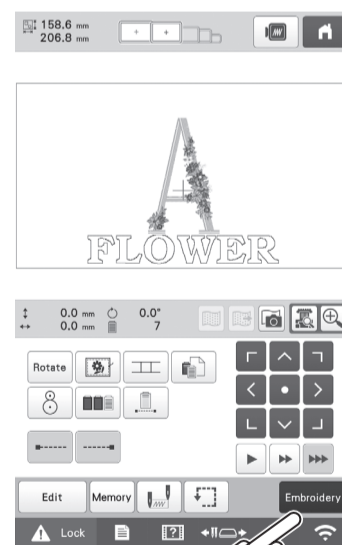 158.6 mm
206.8 mm
A
FLOWER
0.0 mm 0.0°
0.0 mm 7
Rotate
Edit Memory Embroidery
Lock